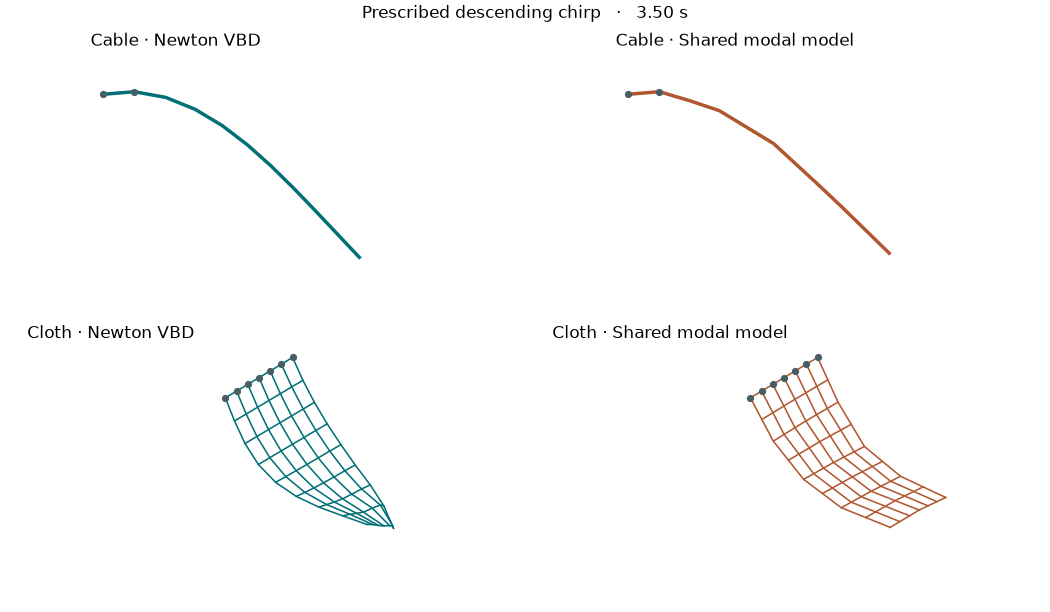 Prescribed descending chirp · 3.50 s
Cable · Newton VBD
Cable · Shared modal model
Cloth · Newton VBD
Cloth · Shared modal model